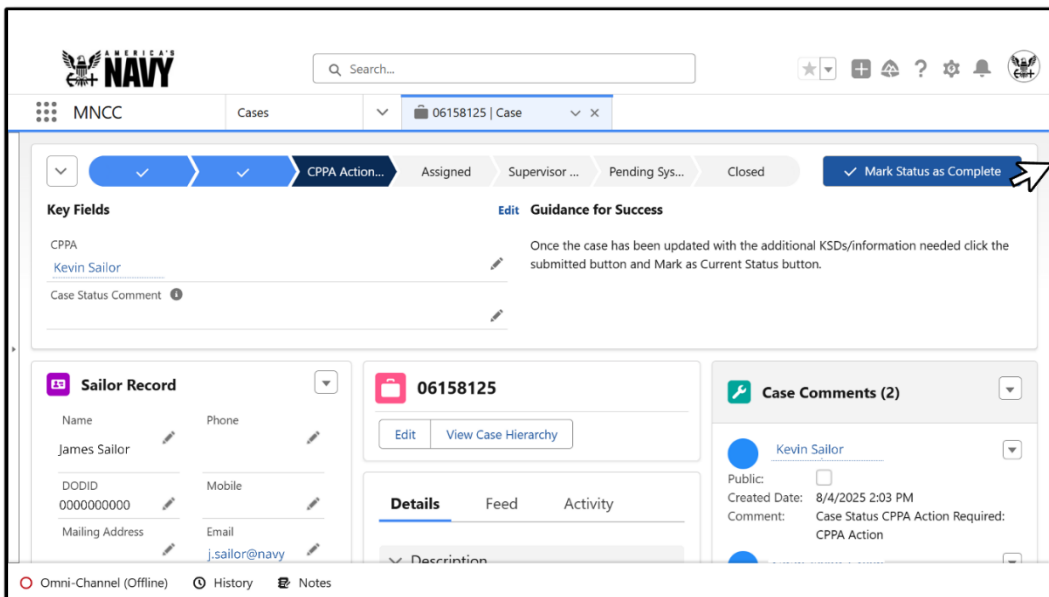 AMERICA'S
NAVY
Search...
MNCC
Cases
06158125 | Case
CPPA Action...
Assigned
Supervisor ...
Pending Sys...
Closed
Mark Status as Complete
Key Fields
Edit
Guidance for Success
CPPA
Kevin Sailor
Case Status Comment
Once the case has been updated with the additional KSDs/information needed click the
submitted button and Mark as Current Status button.
Sailor Record
Name
James Sailor
Phone
DODID
0000000000
Mobile
Mailing Address
Email
j.sailor@navy
06158125
Edit
View Case Hierarchy
Details
Feed
Activity
Description
Case Comments (2)
Kevin Sailor
Public:
Created Date: 8/4/2025 2:03 PM
Comment: Case Status CPPA Action Required:
CPPA Action
Omni-Channel (Offline)
History
Notes